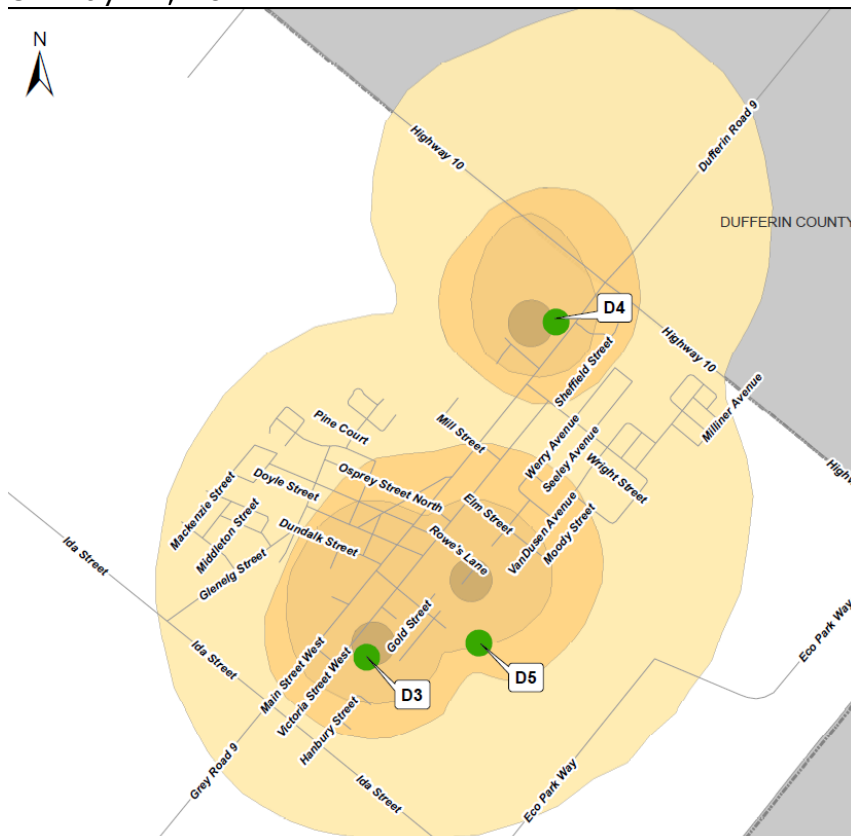 N
Highway 10
Dufferin Road 9
DUFFERIN COUNTY
D4
Sheffield Street
Highway 10
Milliner Avenue
Pine Court
Mill Street
Werry Avenue
Seeley Avenue
Wright Street
Mackenzie Street
Doyle Street
Osprey Street North
Middleton Street
Elm Street
VanDusen Avenue
Moody Street
Dundalk Street
Rowe's Lane
Glenelg Street
Ida Street
Gold Street
Ida Street
Main Street West
Victoria Street West
D3
D5
Hanbury Street
Eco Park Way
Grey Road 9
Ida Street
Eco Park Way